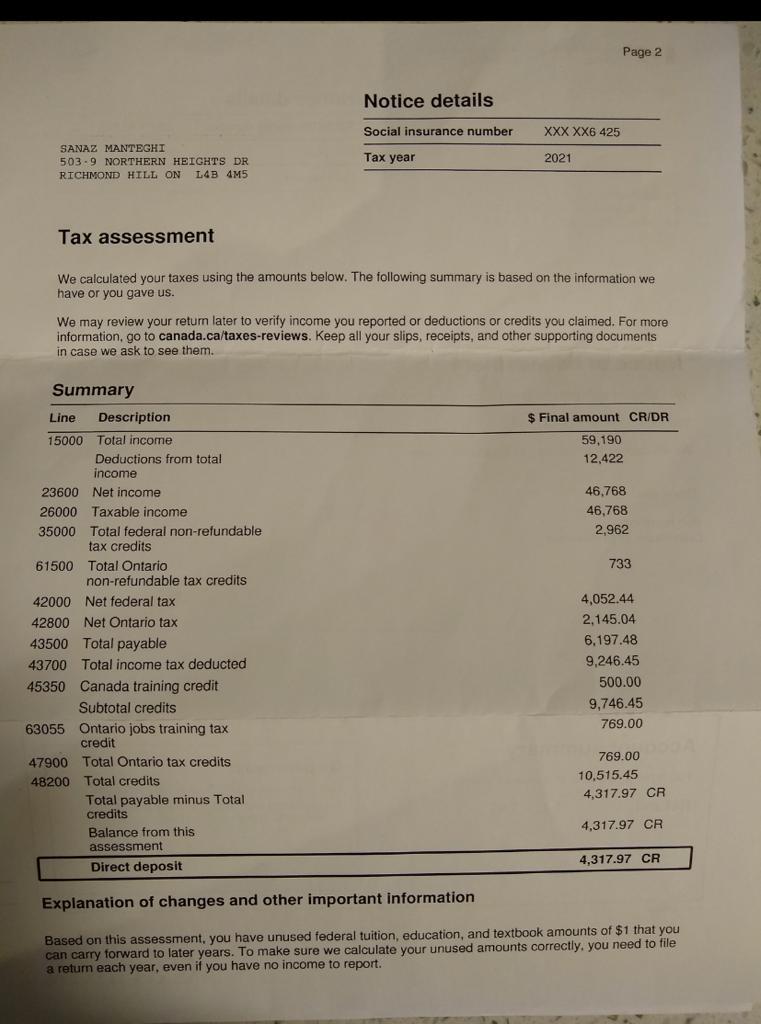 Page 2
Notice details
Social insurance number XXX XX6 425
Tax year 2021
SANAZ MANTEGHI
503-9 NORTHERN HEIGHTS DR
RICHMOND HILL ON L4B 4M5
Tax assessment
We calculated your taxes using the amounts below. The following summary is based on the information we
have or you gave us.
We may review your return later to verify income you reported or deductions or credits you claimed. For more
information, go to canada.ca/taxes-reviews. Keep all your slips, receipts, and other supporting documents
in case we ask to see them.
Summary
Line Description $ Final amount CR/DR
15000 Total income 59,190
Deductions from total 12,422
income
23600 Net income 46,768
26000 Taxable income 46,768
35000 Total federal non-refundable 2,962
tax credits
61500 Total Ontario 733
non-refundable tax credits
42000 Net federal tax 4,052.44
42800 Net Ontario tax 2,145.04
43500 Total payable 6,197.48
43700 Total income tax deducted 9,246.45
45350 Canada training credit 500.00
Subtotal credits 9,746.45
63055 Ontario jobs training tax 769.00
credit
47900 Total Ontario tax credits 769.00
48200 Total credits 10,515.45
Total payable minus Total 4,317.97 CR
credits
Balance from this 4,317.97 CR
assessment
Direct deposit 4,317.97 CR
Explanation of changes and other important information
Based on this assessment, you have unused federal tuition, education, and textbook amounts of $1 that you
can carry forward to later years. To make sure we calculate your unused amounts correctly, you need to file
a return each year, even if you have no income to report.